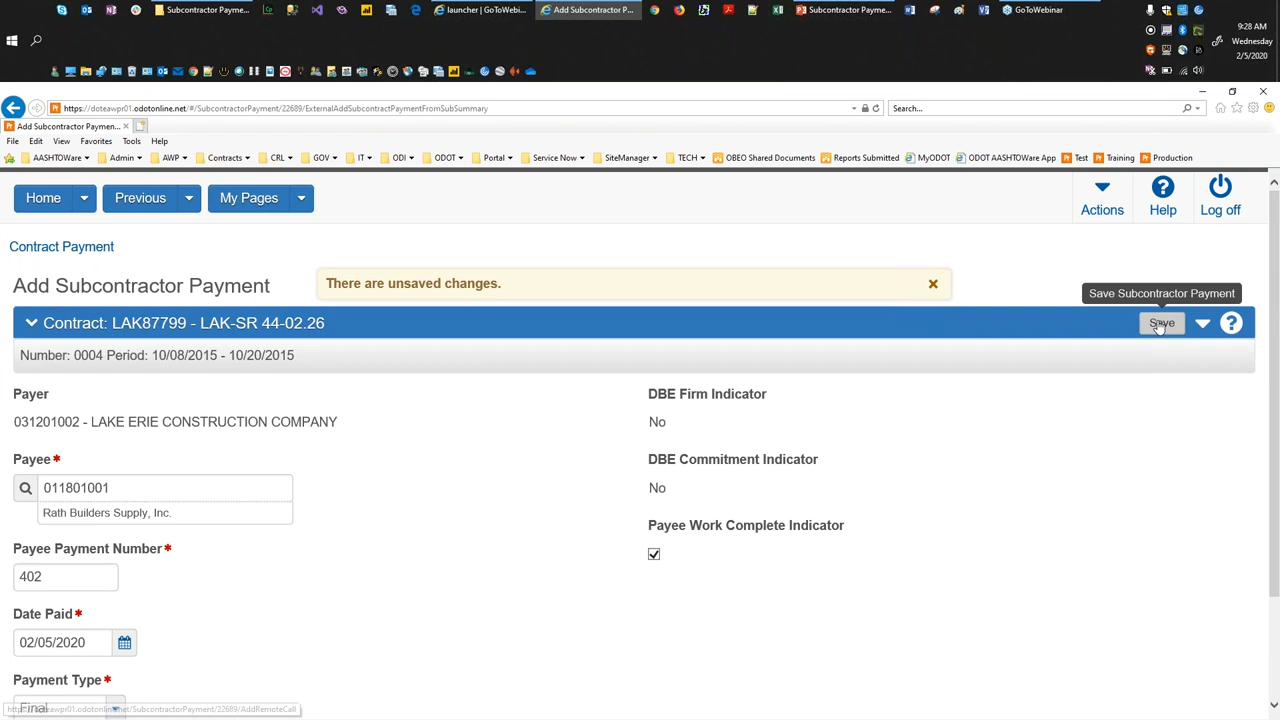 Subcontractor Payment
launcher | GoToWebi...
Add Subcontractor P...
Subcontractor Payme...
GoToWebinar
9:28 AM
Wednesday
2/5/2020
https://doteawpr01.odotonline.net/#/SubcontractorPayment/22689/ExternalAddSubcontractPaymentFromSubSummary
Search...
Add Subcontractor Paymen...
File Edit View Favorites Tools Help
AASHTOWare Admin AWP Contracts CRL GOV IT ODI ODOT Portal Service Now SiteManager TECH OBEO Shared Documents Reports Submitted MyODOT ODOT AASHTOWare App Test Training Production
Home Previous My Pages
Actions Help Log off
Contract Payment
Add Subcontractor Payment
There are unsaved changes.
Save Subcontractor Payment
Contract: LAK87799 - LAK-SR 44-02.26
Save
Number: 0004 Period: 10/08/2015 - 10/20/2015
Payer
031201002 - LAKE ERIE CONSTRUCTION COMPANY
DBE Firm Indicator
No
Payee*
011801001
Rath Builders Supply, Inc.
DBE Commitment Indicator
No
Payee Payment Number*
402
Payee Work Complete Indicator
Date Paid*
02/05/2020
Payment Type*
Final